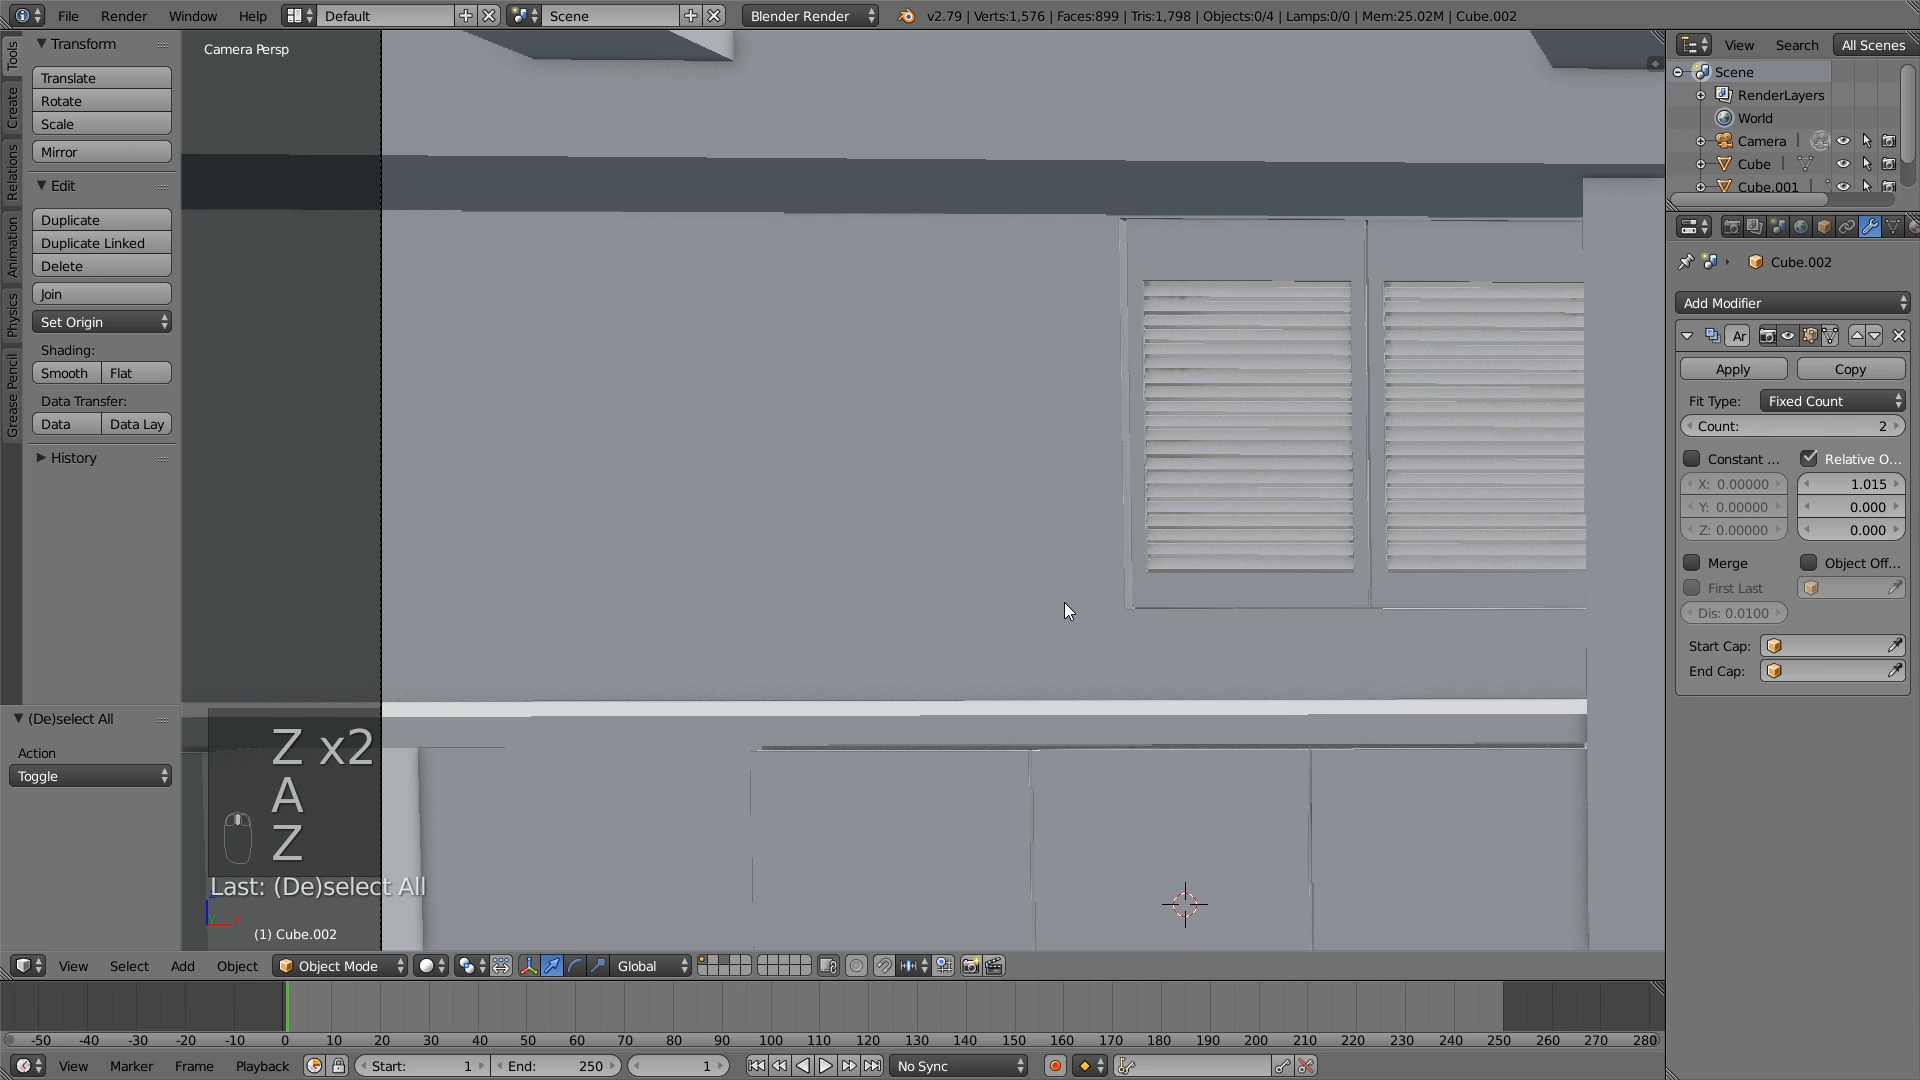 File Render Window Help Default Scene Blender Render v2.79 | Verts:1,576 | Faces:899 | Tris:1,798 | Objects:0/4 | Lamps:0/0 | Mem:25.02M | Cube.002
Tools
Create
Relations
Animation
Physics
Grease Pencil
Transform
Translate
Rotate
Scale
Mirror
Edit
Duplicate
Duplicate Linked
Delete
Join
Set Origin
Shading:
Smooth Flat
Data Transfer:
Data Data Lay
History
(De)select All
Action
Toggle
Camera Persp
Z x2
A
Z
Last: (De)select All
y x
(1) Cube.002
View Search All Scenes
Scene
RenderLayers
World
Camera
Cube
Cube.001
Cube.002
Add Modifier
Ar
Apply Copy
Fit Type: Fixed Count
Count: 2
Constant ... Relative O...
X: 0.00000 1.015
Y: 0.00000 0.000
Z: 0.00000 0.000
Merge Object Off...
First Last
Dis: 0.0100
Start Cap:
End Cap:
View Select Add Object Object Mode Global
-50 -40 -30 -20 -10 0 10 20 30 40 50 60 70 80 90 100 110 120 130 140 150 160 170 180 190 200 210 220 230 240 250 260 270 280
View Marker Frame Playback Start: 1 End: 250 1 No Sync